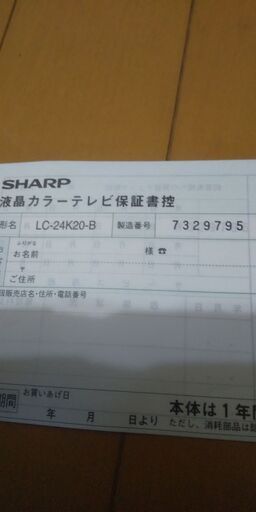 SHARP
液晶カラーテレビ保証書控
形名 LC-24K20-B 製造番号 7329795
ふりがな
お名前 様 ☎
〒
ご住所
販売店名・住所・電話番号
お買いあげ日
期間 年 月 日より 本体は1年間
ただし、消耗部品は